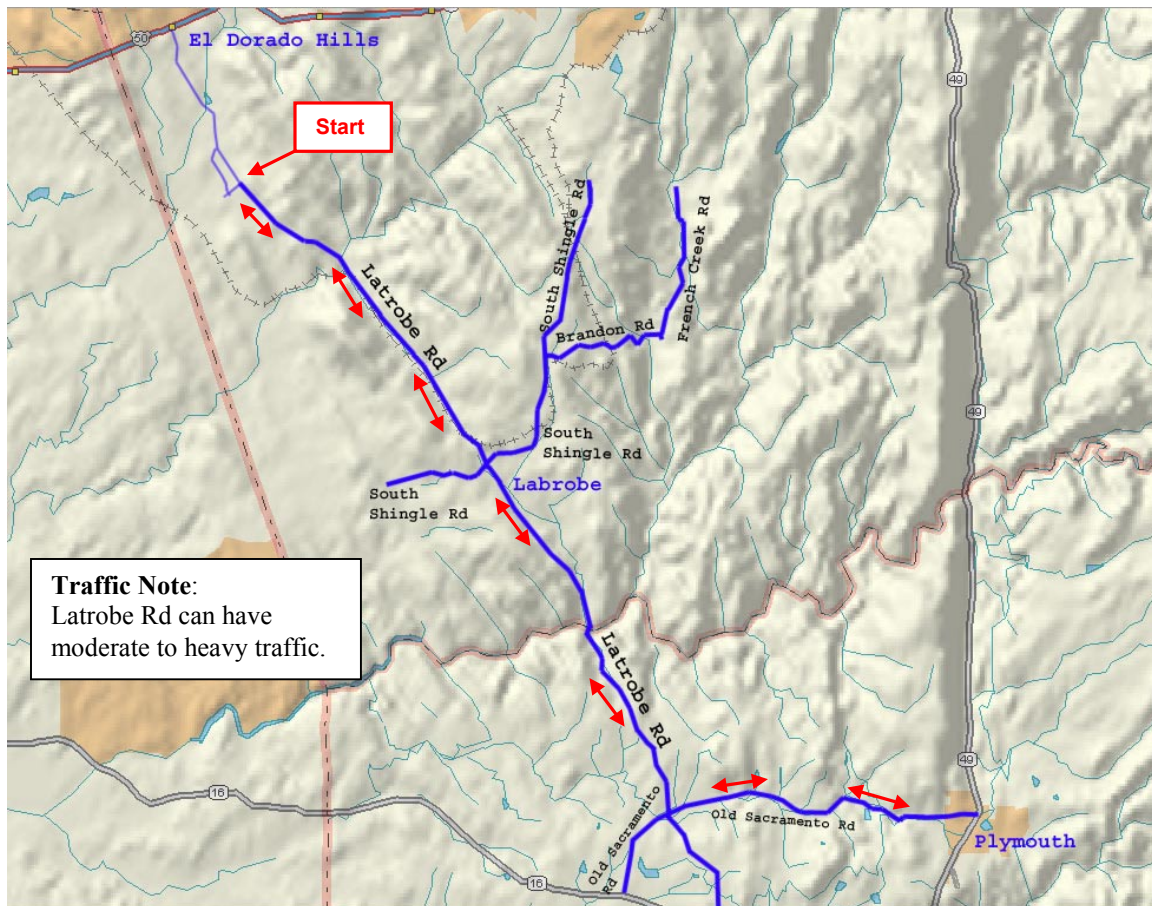 50
El Dorado Hills
49
Start
South Shingle Rd
French Creek Rd
Latrobe Rd
Brandon Rd
49
South
Shingle Rd
Labrobe
South
Shingle Rd
Traffic Note:
Latrobe Rd can have
moderate to heavy traffic.
Latrobe Rd
49
16
Old Sacramento
Rd
Old Sacramento Rd
Plymouth
16